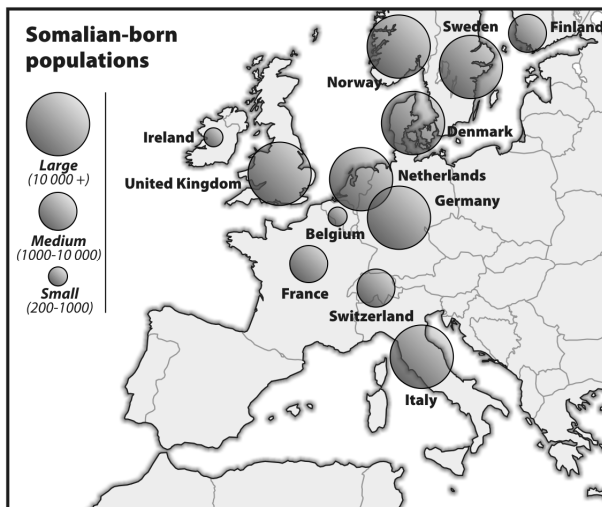 Somalian-born
populations
Large
(10 000 +)
Medium
(1000-10 000)
Small
(200-1000)
Sweden
Finland
Norway
Denmark
Ireland
United Kingdom
Netherlands
Germany
Belgium
France
Switzerland
Italy